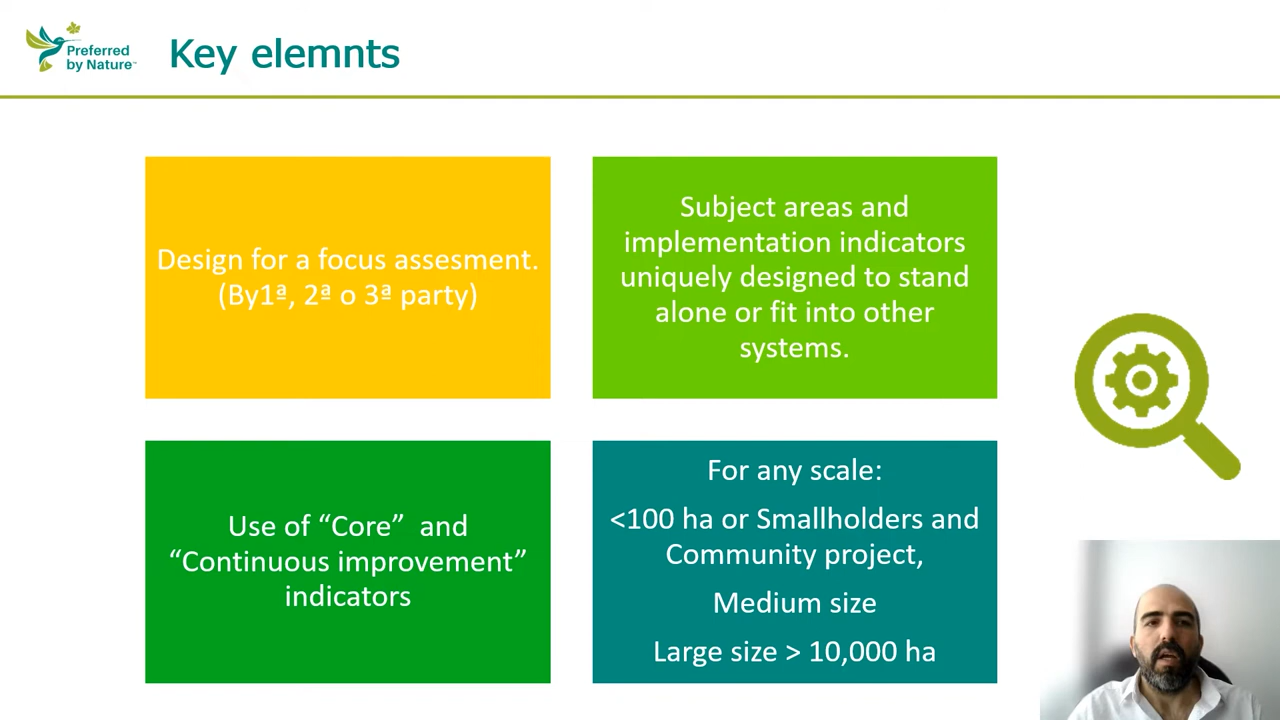 Preferred
by Nature™
Key elemnts
Design for a focus assesment.
(By1ª, 2ª o 3ª party)
Subject areas and
implementation indicators
uniquely designed to stand
alone or fit into other
systems.
Use of “Core”  and
“Continuous improvement”
indicators
For any scale:
<100 ha or Smallholders and
Community project,
Medium size
Large size > 10,000 ha